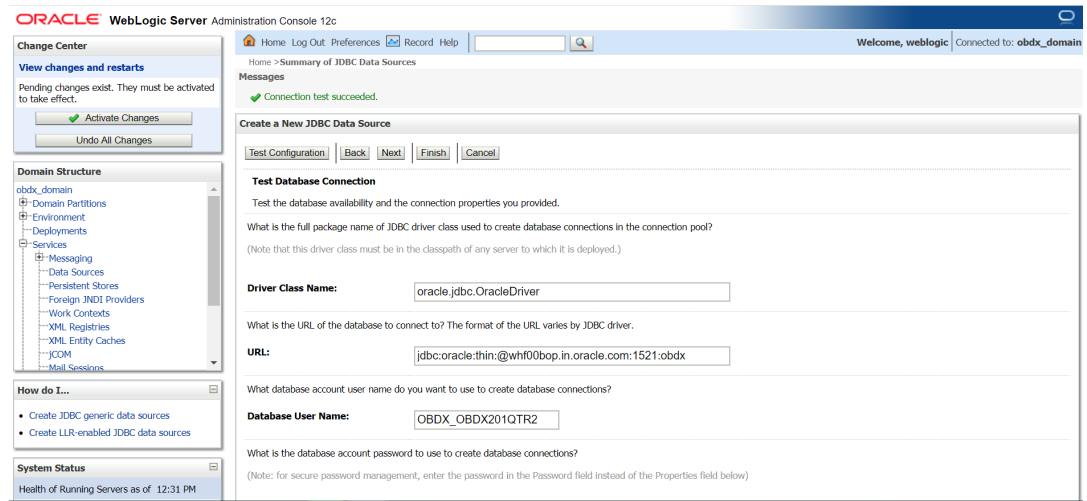 ORACLE WebLogic Server Administration Console 12c
Change Center
View changes and restarts
Pending changes exist. They must be activated
to take effect.
Activate Changes
Undo All Changes
Domain Structure
obdx_domain
Domain Partitions
Environment
Deployments
Services
Messaging
Data Sources
Persistent Stores
Foreign JNDI Providers
Work Contexts
XML Registries
XML Entity Caches
jCOM
Mail Sessions
How do I...
Create JDBC generic data sources
Create LLR-enabled JDBC data sources
System Status
Health of Running Servers as of 12:31 PM
Home Log Out Preferences Record Help
Welcome, weblogic Connected to: obdx_domain
Home >Summary of JDBC Data Sources
Messages
Connection test succeeded.
Create a New JDBC Data Source
Test Configuration Back Next Finish Cancel
Test Database Connection
Test the database availability and the connection properties you provided.
What is the full package name of JDBC driver class used to create database connections in the connection pool?
(Note that this driver class must be in the classpath of any server to which it is deployed.)
Driver Class Name: oracle.jdbc.OracleDriver
What is the URL of the database to connect to? The format of the URL varies by JDBC driver.
URL: jdbc:oracle:thin:@whf00bop.in.oracle.com:1521:obdx
What database account user name do you want to use to create database connections?
Database User Name: OBDX_OBDX201QTR2
What is the database account password to use to create database connections?
(Note: for secure password management, enter the password in the Password field instead of the Properties field below)